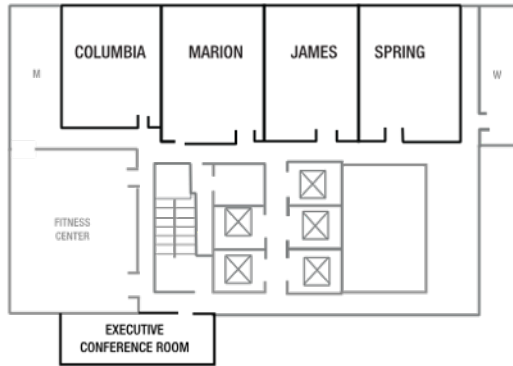 COLUMBIA
MARION
JAMES
SPRING
M
W
FITNESS
CENTER
EXECUTIVE
CONFERENCE ROOM